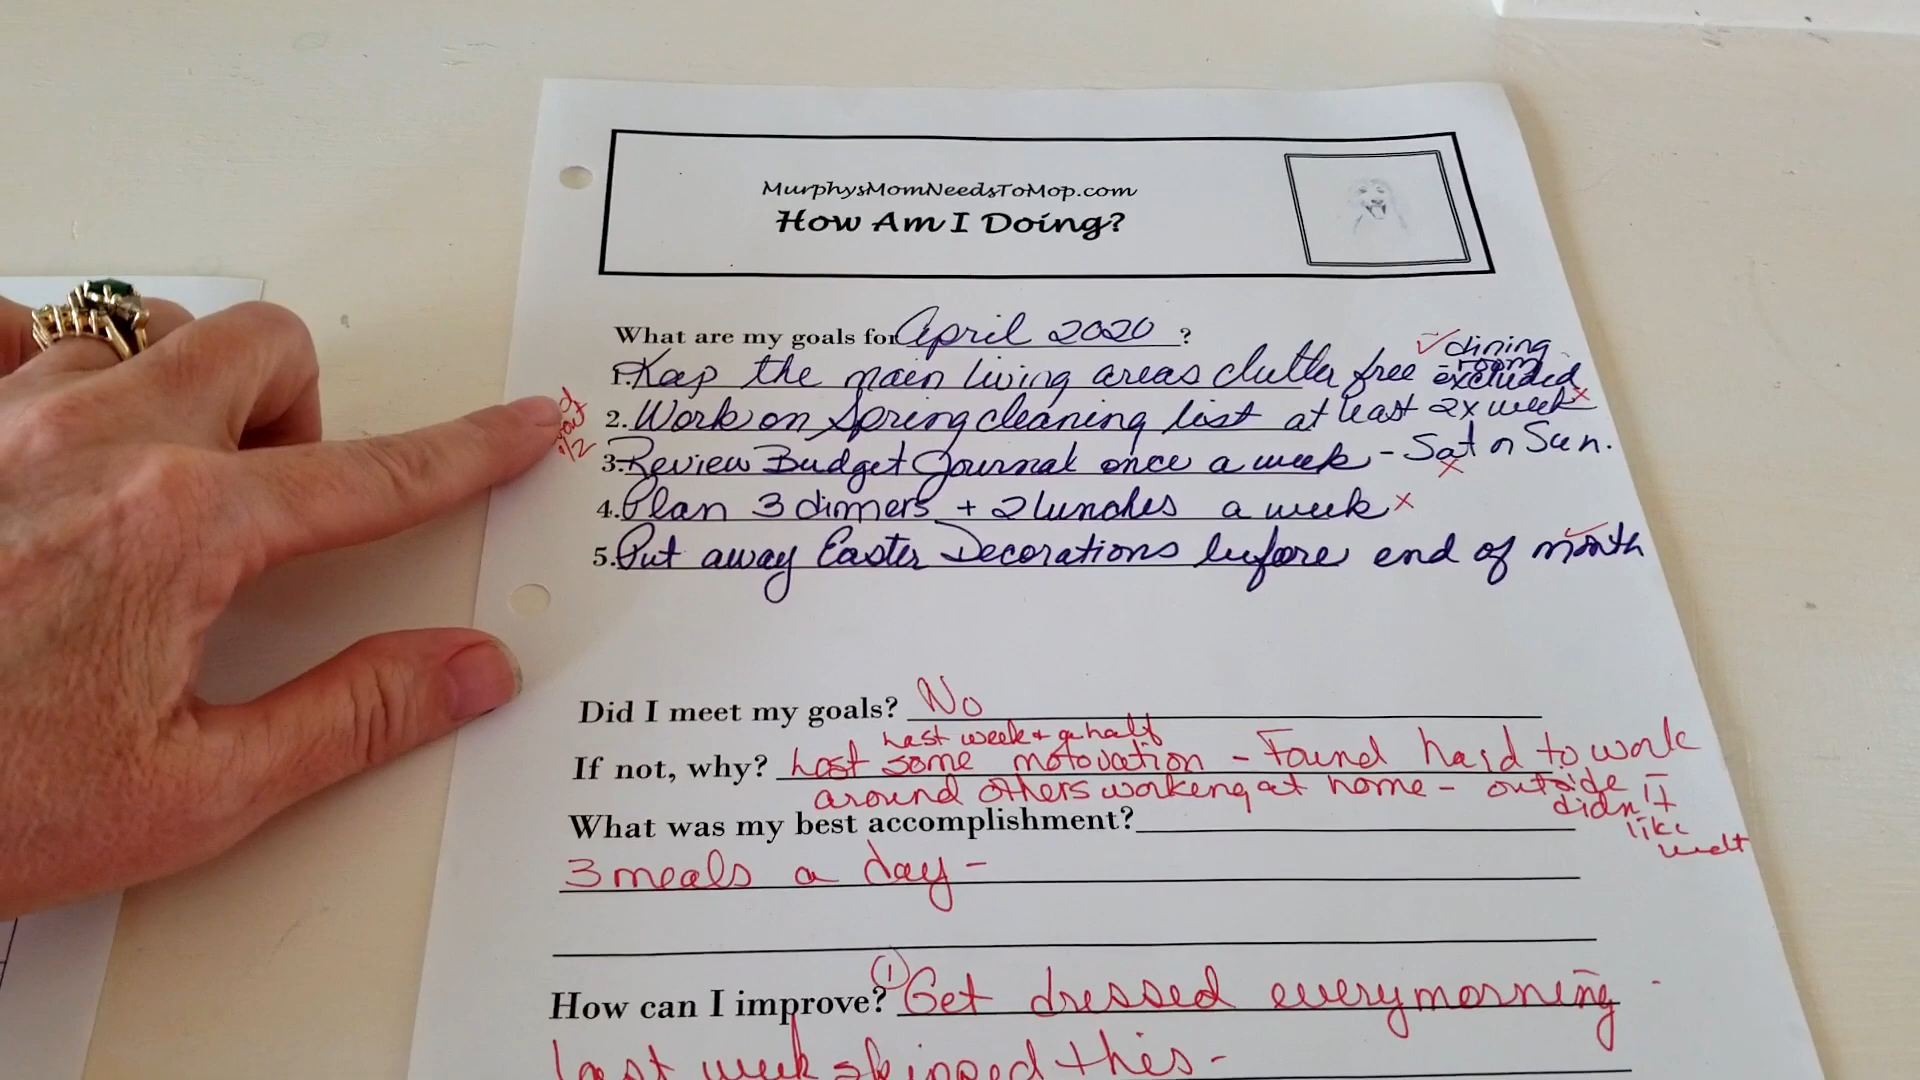 MurphysMomNeedsToMop.com
How Am I Doing?
What are my goals for April 2020?
1. Keep the main living areas clutter free ✓ dining room excluded
2. Work on Spring cleaning list at least 2x week x
3. Review Budget Journal once a week - Sat n Sun. x
4. Plan 3 dinners + 2 lunches a week x
5. Put away Easter Decorations before end of month
Did I meet my goals? No
last week + a half
If not, why? Lost some motovation - Found hard to work
around others working at home - outside it
didn't
like
What was my best accomplishment?
3 meals a day -
How can I improve? ① Get dressed every morning
last week skipped this -